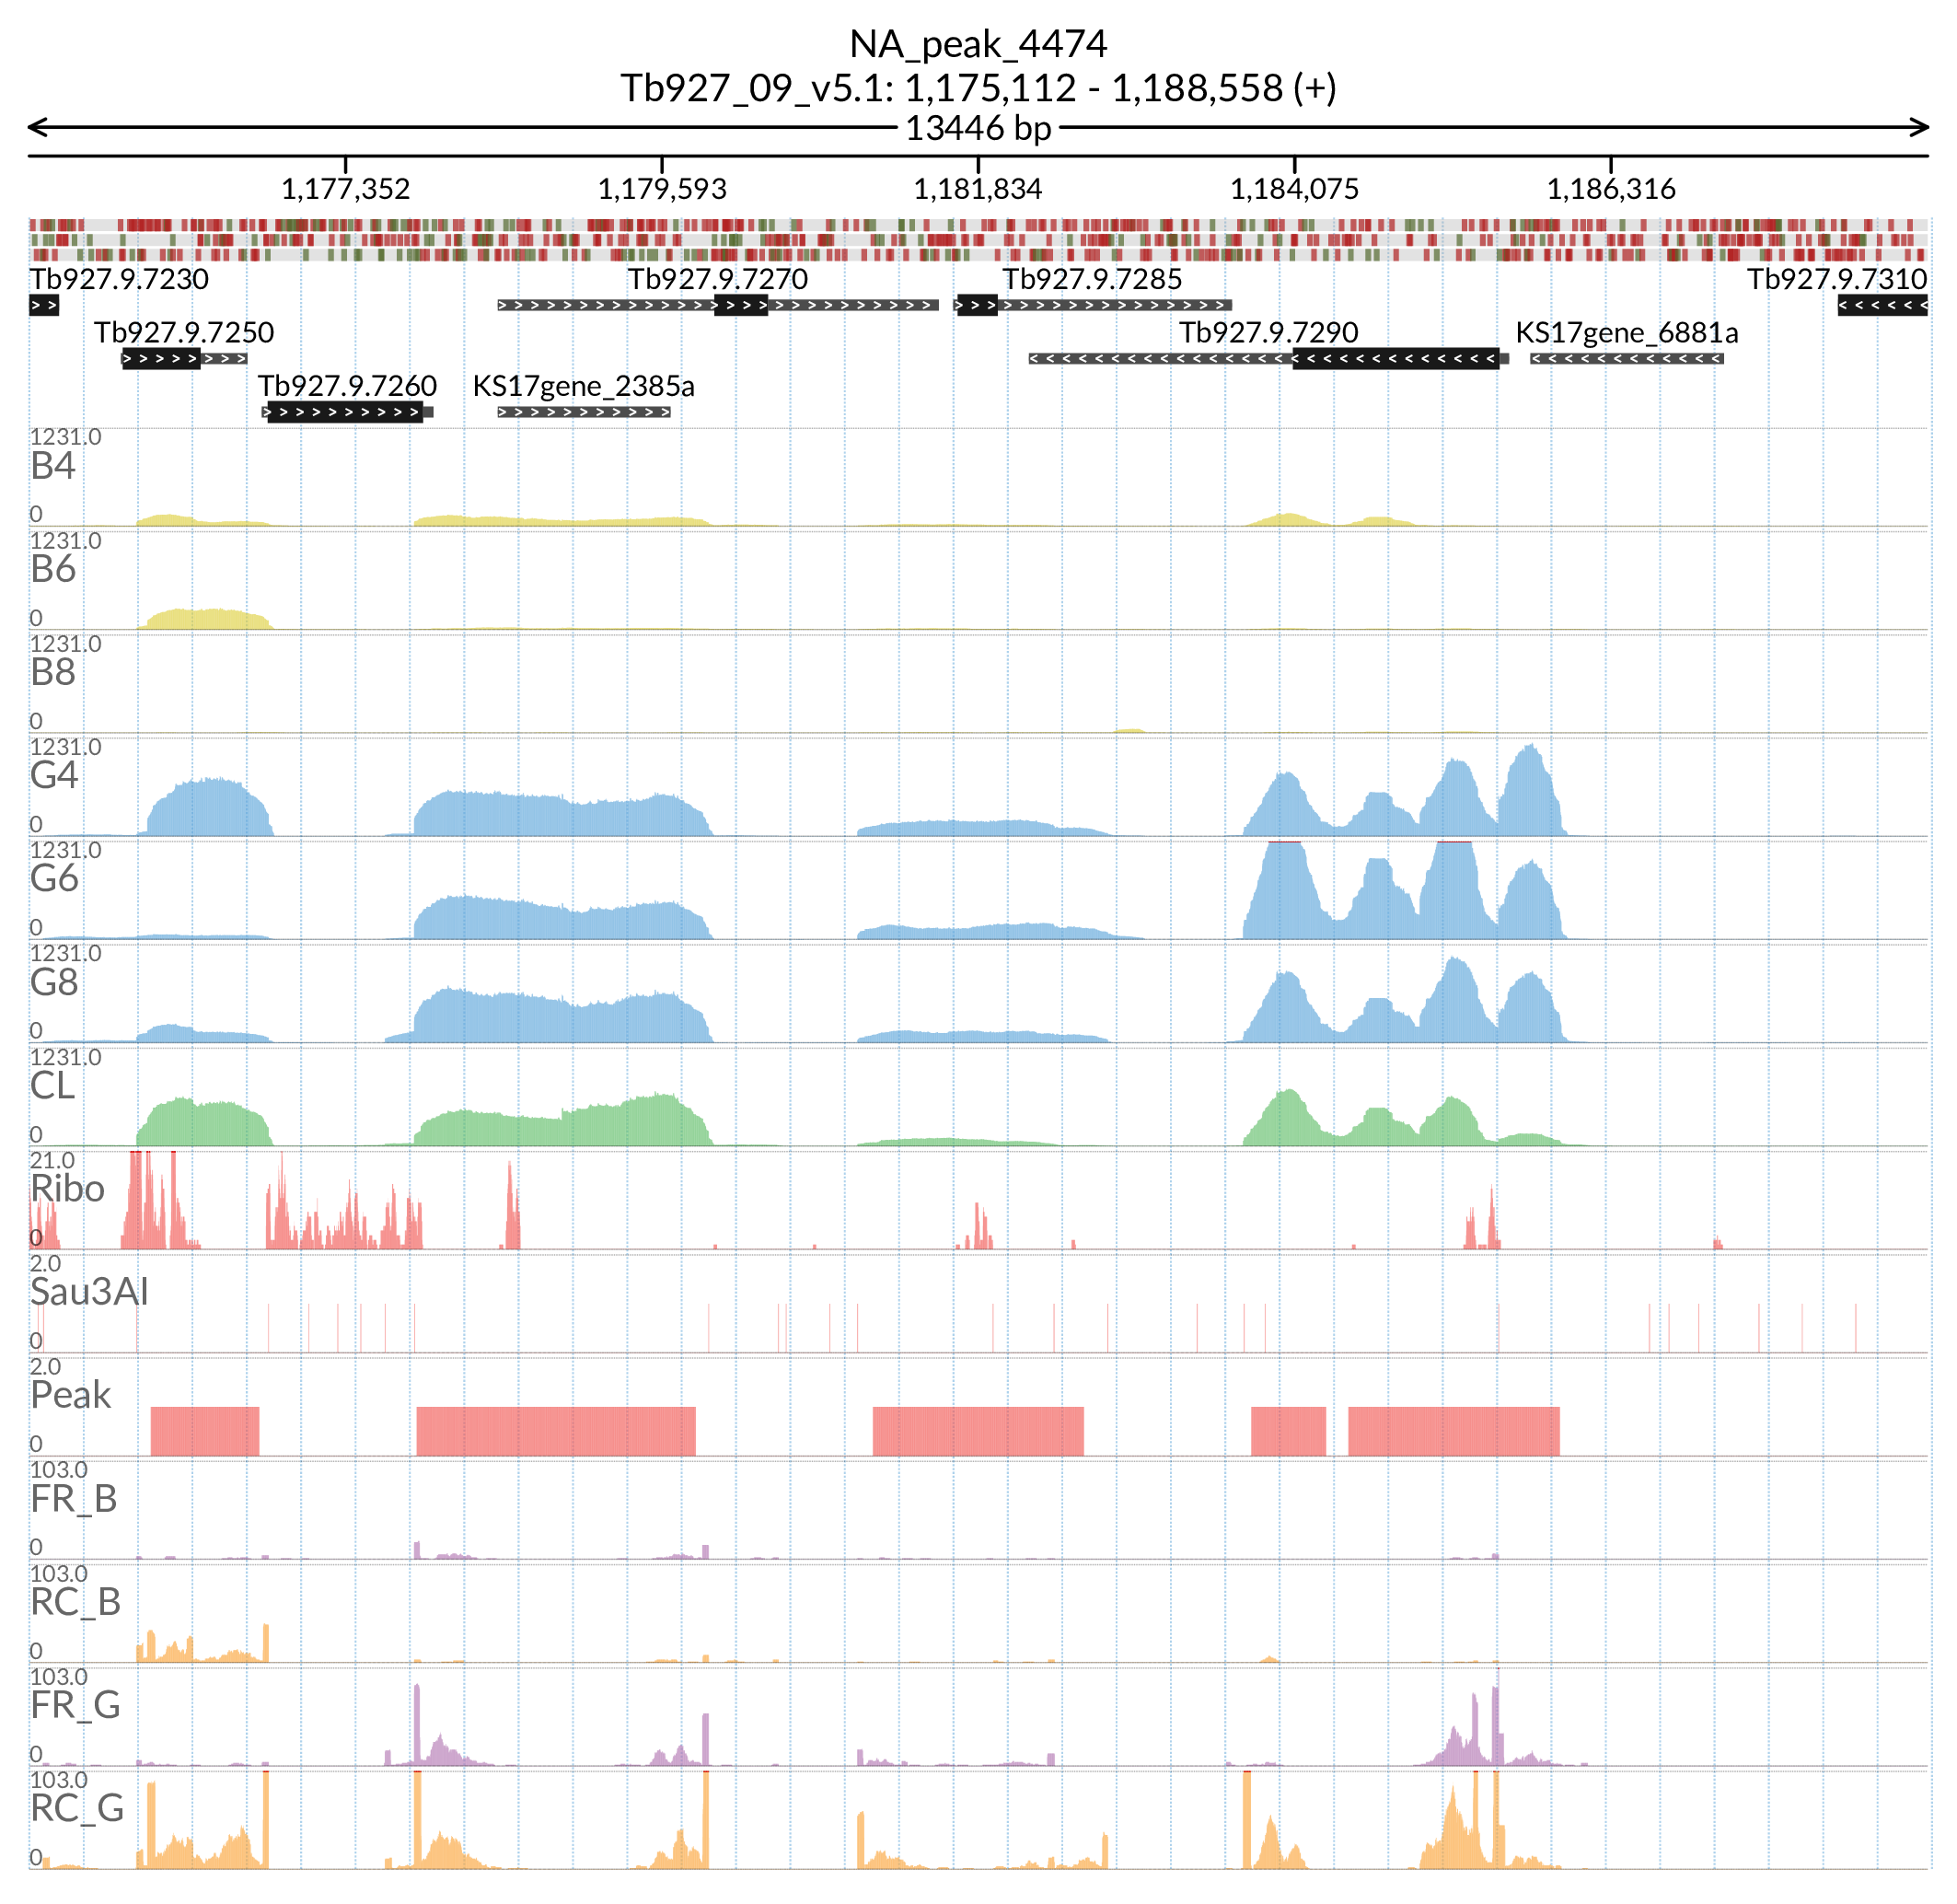 NA_peak_4474
Tb927_09_v5.1: 1,175,112 - 1,188,558 (+)
13446 bp
1,177,352 1,179,593 1,181,834 1,184,075 1,186,316
Tb927.9.7230 Tb927.9.7270 Tb927.9.7285 Tb927.9.7310
Tb927.9.7250 Tb927.9.7290 KS17gene_6881a
Tb927.9.7260 KS17gene_2385a
1231.0
B4
0
1231.0
B6
0
1231.0
B8
0
1231.0
G4
0
1231.0
G6
0
1231.0
G8
0
1231.0
CL
0
21.0
Ribo
0
2.0
Sau3AI
0
2.0
Peak
0
103.0
FR_B
0
103.0
RC_B
0
103.0
FR_G
0
103.0
RC_G
0